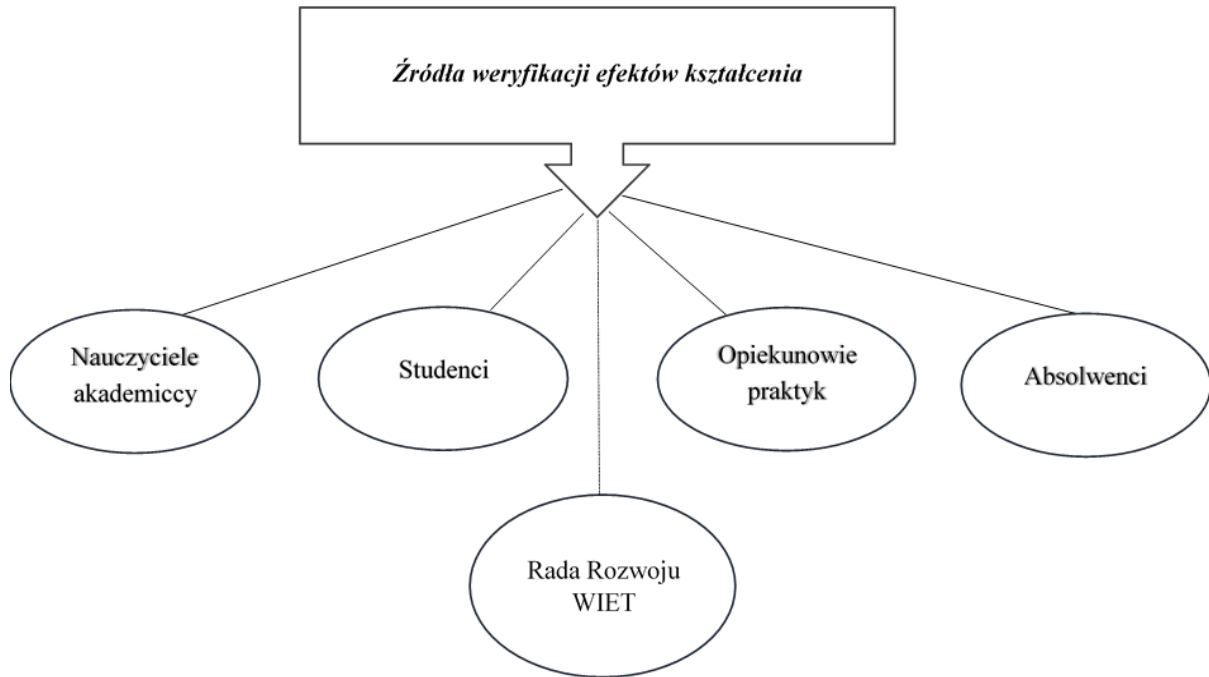 Źródła weryfikacji efektów kształcenia
Nauczyciele
akademiccy
Studenci
Opiekunowie
praktyk
Absolwenci
Rada Rozwoju
WIET